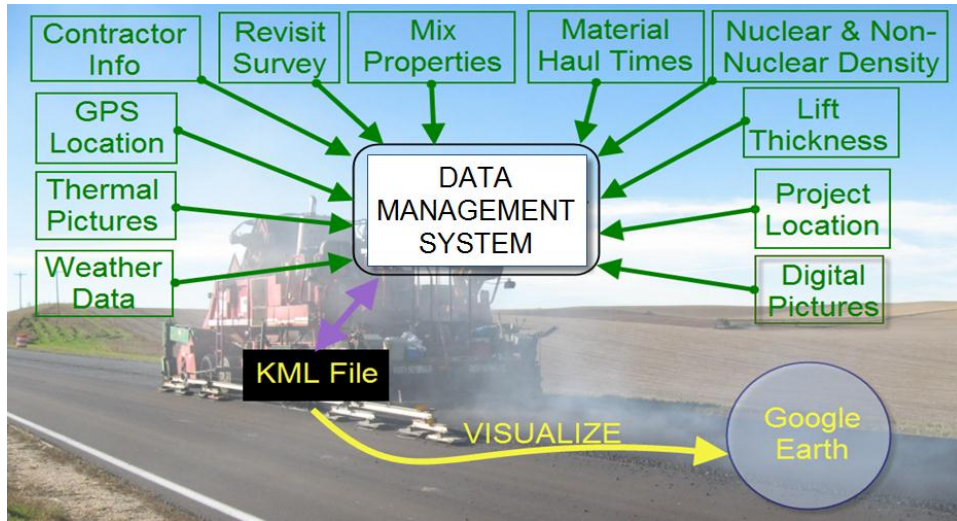 Contractor
Info
Revisit
Survey
Mix
Properties
Material
Haul Times
Nuclear & Non-
Nuclear Density
GPS
Location
Lift
Thickness
Thermal
Pictures
DATA
MANAGEMENT
SYSTEM
Project
Location
Weather
Data
Digital
Pictures
KML File
VISUALIZE
Google
Earth